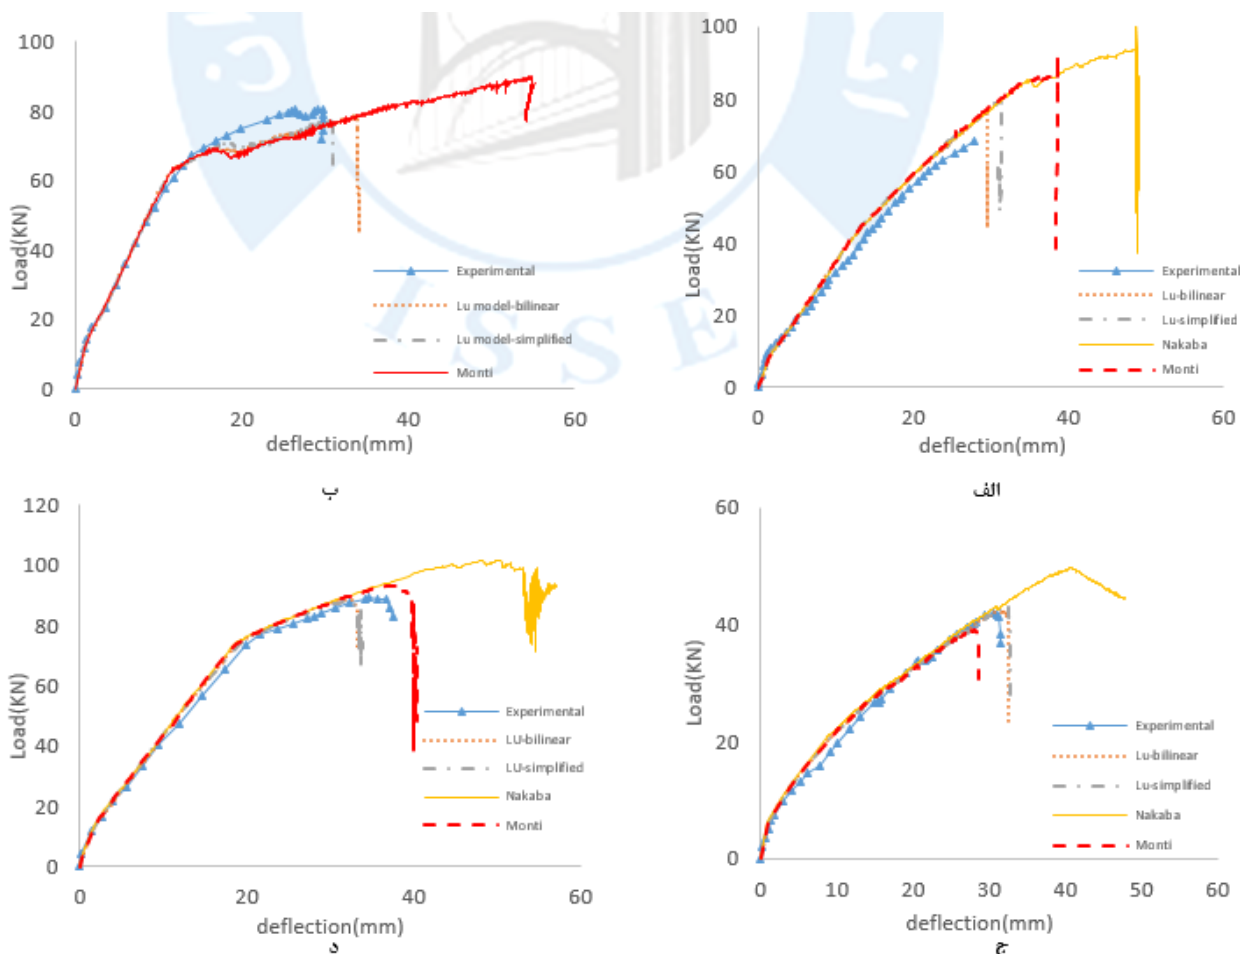 100
80
60
40
20
0
Load(KN)
0 20 40 60
deflection(mm)
Experimental
Lu model-bilinear
Lu model-simplified
Monti
ب
100
80
60
40
20
0
Load(KN)
0 20 40 60
deflection(mm)
Experimental
Lu-bilinear
Lu-simplified
Nakaba
Monti
الف
120
100
80
60
40
20
0
Load(KN)
0 20 40 60
deflection(mm)
Experimental
LU-bilinear
LU-simplified
Nakaba
Monti
د
60
40
20
0
Load(KN)
0 10 20 30 40 50 60
deflection(mm)
Experimental
Lu-bilinear
Lu-simplified
Nakaba
Monti
ج
ISSE